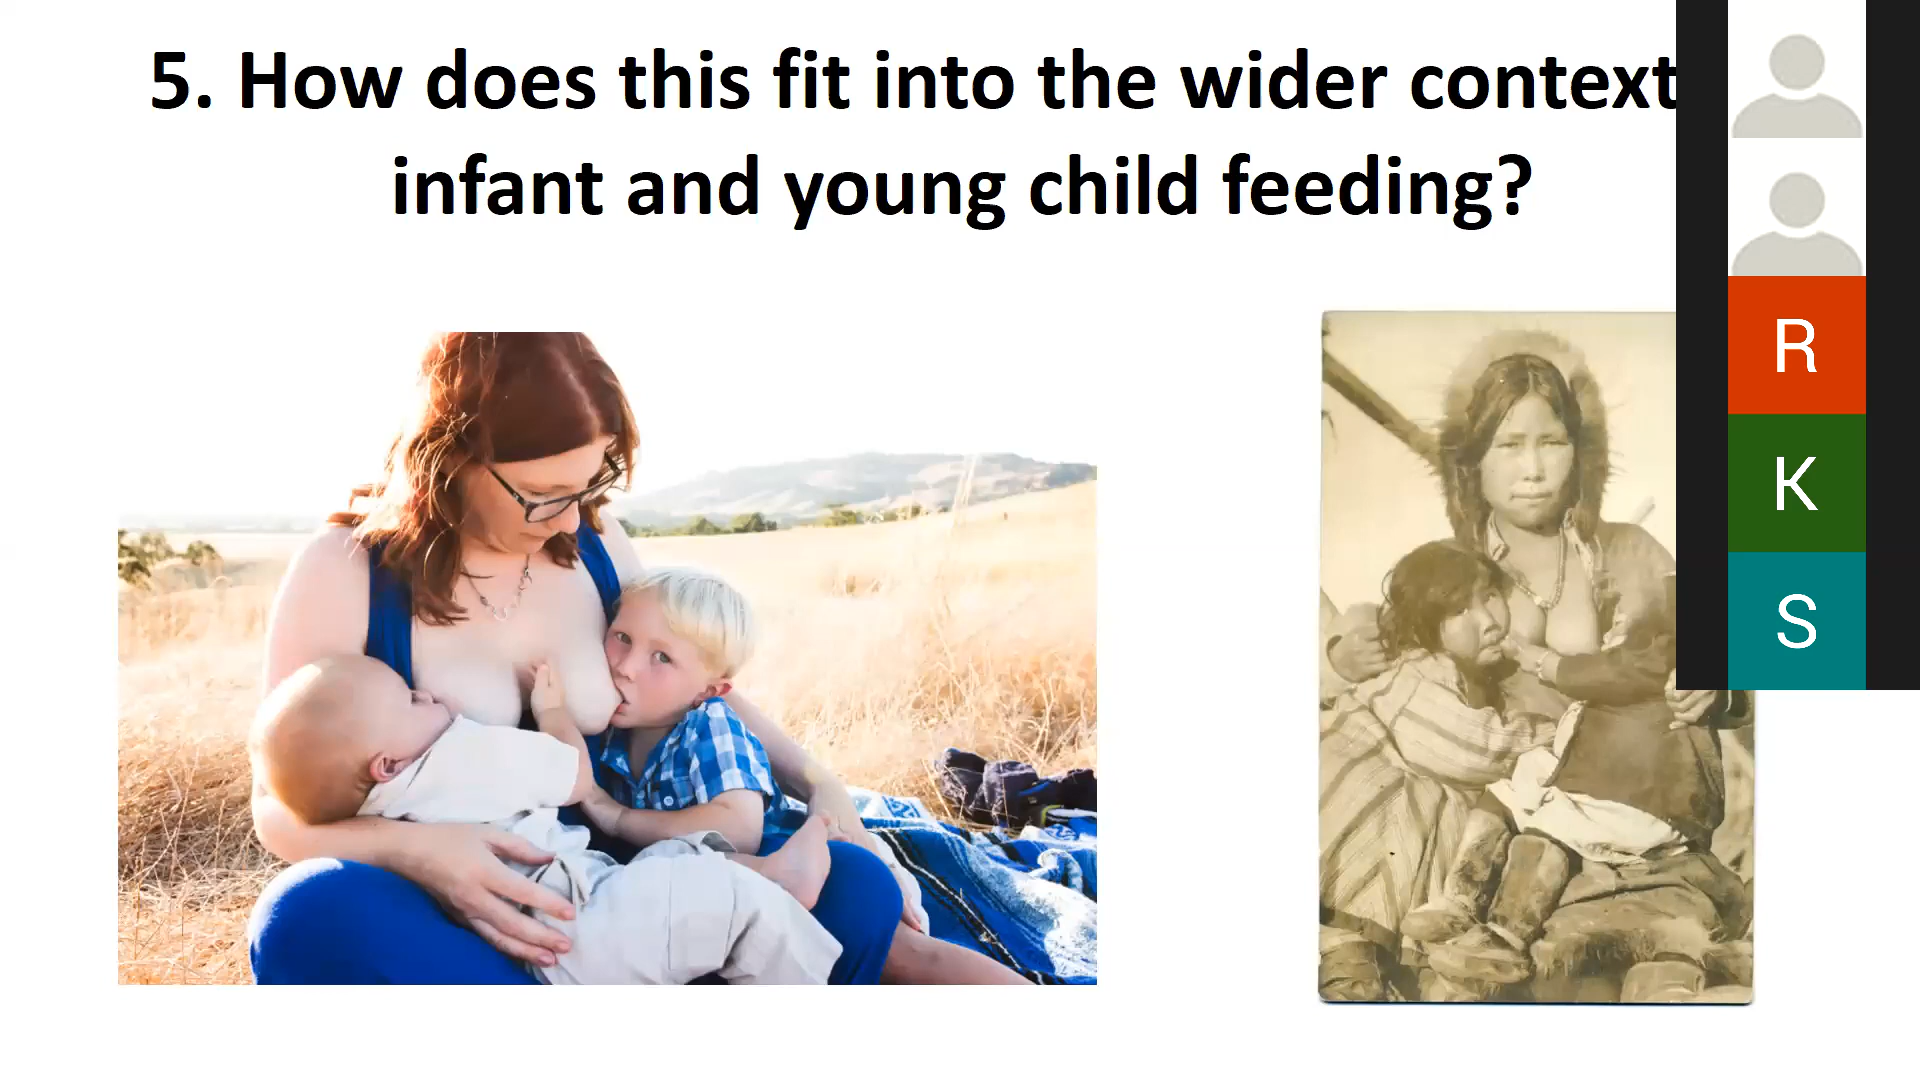 5. How does this fit into the wider context
infant and young child feeding?
R
K
S